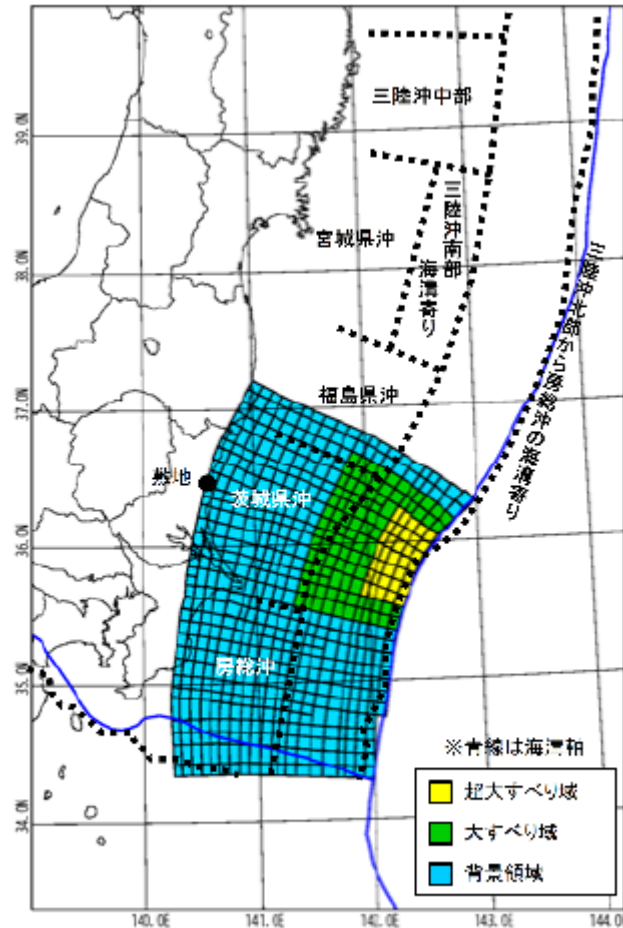 三陸沖中部
39.0N
三陸沖南部
海溝寄り
宮城県沖
38.0N
三陸沖北部から房総沖の海溝寄り
福島県沖
37.0N
敷地
茨城県沖
36.0N
房総沖
35.0N
※青線は海溝軸
超大すべり域
大すべり域
背景領域
34.0N
140.0E
141.0E
142.0E
143.0E
144.0E